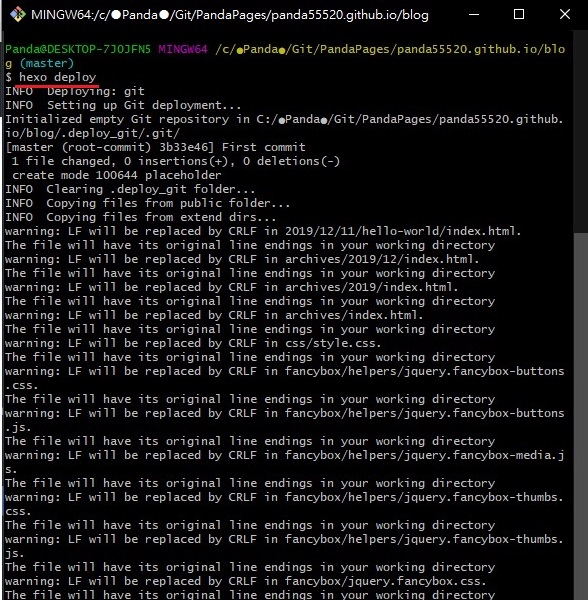 MINGW64:/c/●Panda●/Git/PandaPages/panda55520.github.io/blog
Panda@DESKTOP-7JOJFN5 MINGW64 /c/●Panda●/Git/PandaPages/panda55520.github.io/blo
g (master)
$ hexo deploy
INFO  Deploying: git
INFO  Setting up Git deployment...
Initialized empty Git repository in C:/●Panda●/Git/PandaPages/panda55520.github.
io/blog/.deploy_git/.git/
[master (root-commit) 3b33e46] First commit
 1 file changed, 0 insertions(+), 0 deletions(-)
 create mode 100644 placeholder
INFO  Clearing .deploy_git folder...
INFO  Copying files from public folder...
INFO  Copying files from extend dirs...
warning: LF will be replaced by CRLF in 2019/12/11/hello-world/index.html.
The file will have its original line endings in your working directory
warning: LF will be replaced by CRLF in archives/2019/12/index.html.
The file will have its original line endings in your working directory
warning: LF will be replaced by CRLF in archives/2019/index.html.
The file will have its original line endings in your working directory
warning: LF will be replaced by CRLF in archives/index.html.
The file will have its original line endings in your working directory
warning: LF will be replaced by CRLF in css/style.css.
The file will have its original line endings in your working directory
warning: LF will be replaced by CRLF in fancybox/helpers/jquery.fancybox-buttons
.css.
The file will have its original line endings in your working directory
warning: LF will be replaced by CRLF in fancybox/helpers/jquery.fancybox-buttons
.js.
The file will have its original line endings in your working directory
warning: LF will be replaced by CRLF in fancybox/helpers/jquery.fancybox-media.j
s.
The file will have its original line endings in your working directory
warning: LF will be replaced by CRLF in fancybox/helpers/jquery.fancybox-thumbs.
css.
The file will have its original line endings in your working directory
warning: LF will be replaced by CRLF in fancybox/helpers/jquery.fancybox-thumbs.
js.
The file will have its original line endings in your working directory
warning: LF will be replaced by CRLF in fancybox/jquery.fancybox.css.
The file will have its original line endings in your working directory